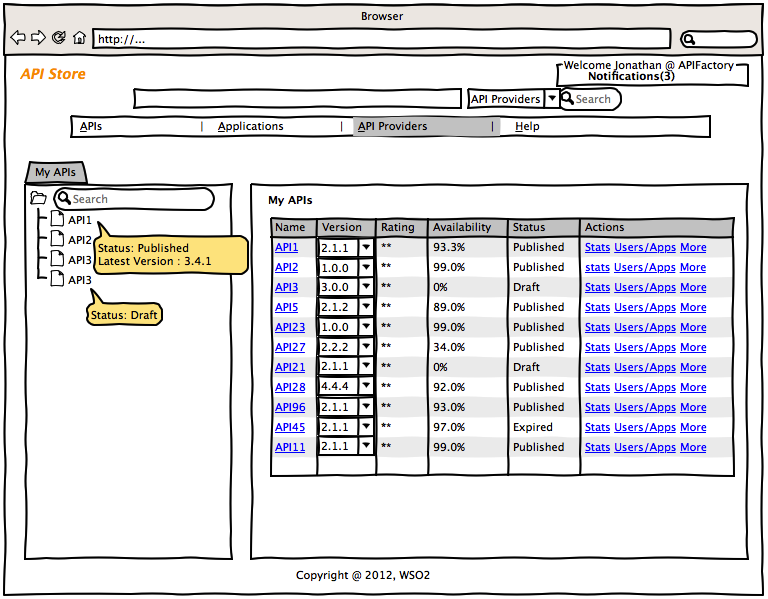 Browser
http://...
API Store
Welcome Jonathan @ APIFactory
Notifications(3)
API Providers
Search
APIs | Applications | API Providers | Help
My APIs
Search
API1
API2
API3
API3
Status: Published
Latest Version : 3.4.1
Status: Draft
My APIs
Name Version Rating Availability Status Actions
API1 2.1.1 ** 93.3% Published Stats Users/Apps More
API2 1.0.0 ** 99.0% Published stats Users/Apps More
API3 3.0.0 ** 0% Draft Stats Users/Apps More
API5 2.1.2 ** 89.0% Published Stats Users/Apps More
API23 1.0.0 ** 99.0% Published Stats Users/Apps More
API27 2.2.2 ** 34.0% Published Stats Users/Apps More
API21 2.1.1 ** 0% Draft Stats Users/Apps More
API28 4.4.4 ** 92.0% Published Stats Users/Apps More
API96 2.1.1 ** 93.0% Published Stats Users/Apps More
API45 2.1.1 ** 97.0% Expired Stats Users/Apps More
API11 2.1.1 ** 99.0% Published Stats Users/Apps More
Copyright @ 2012, WSO2